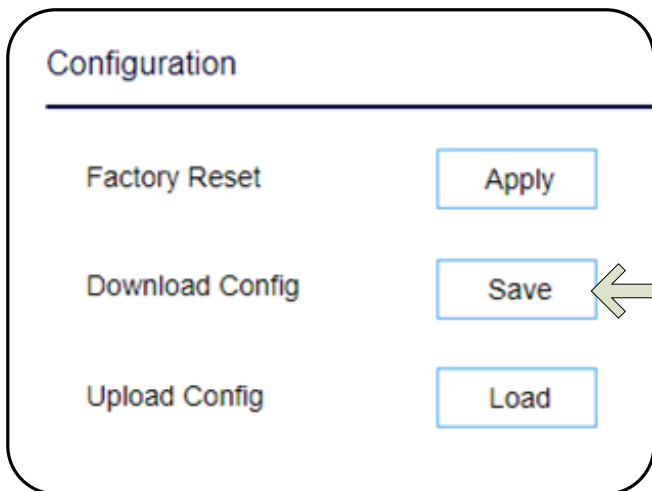 Configuration
Factory Reset Apply
Download Config Save
Upload Config Load